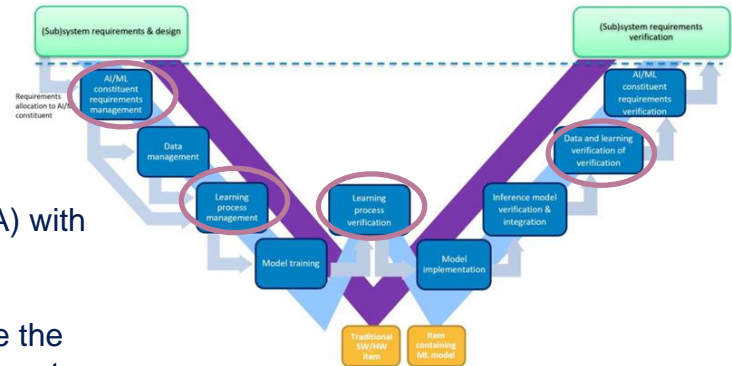 (Sub)system requirements & design
(Sub)system requirements
verification
Requirements
allocation to AI/
constituent
AI/ML
constituent
requirements
management
AI/ML
constituent
requirements
verification
Data
management
Data and learning
verification of
verification
Learning
process
management
Learning
process
verification
Inference model
verification &
integration
Model training
Model
implementation
Traditional
SW/HW
item
Item
containing
ML model
A) with
e the